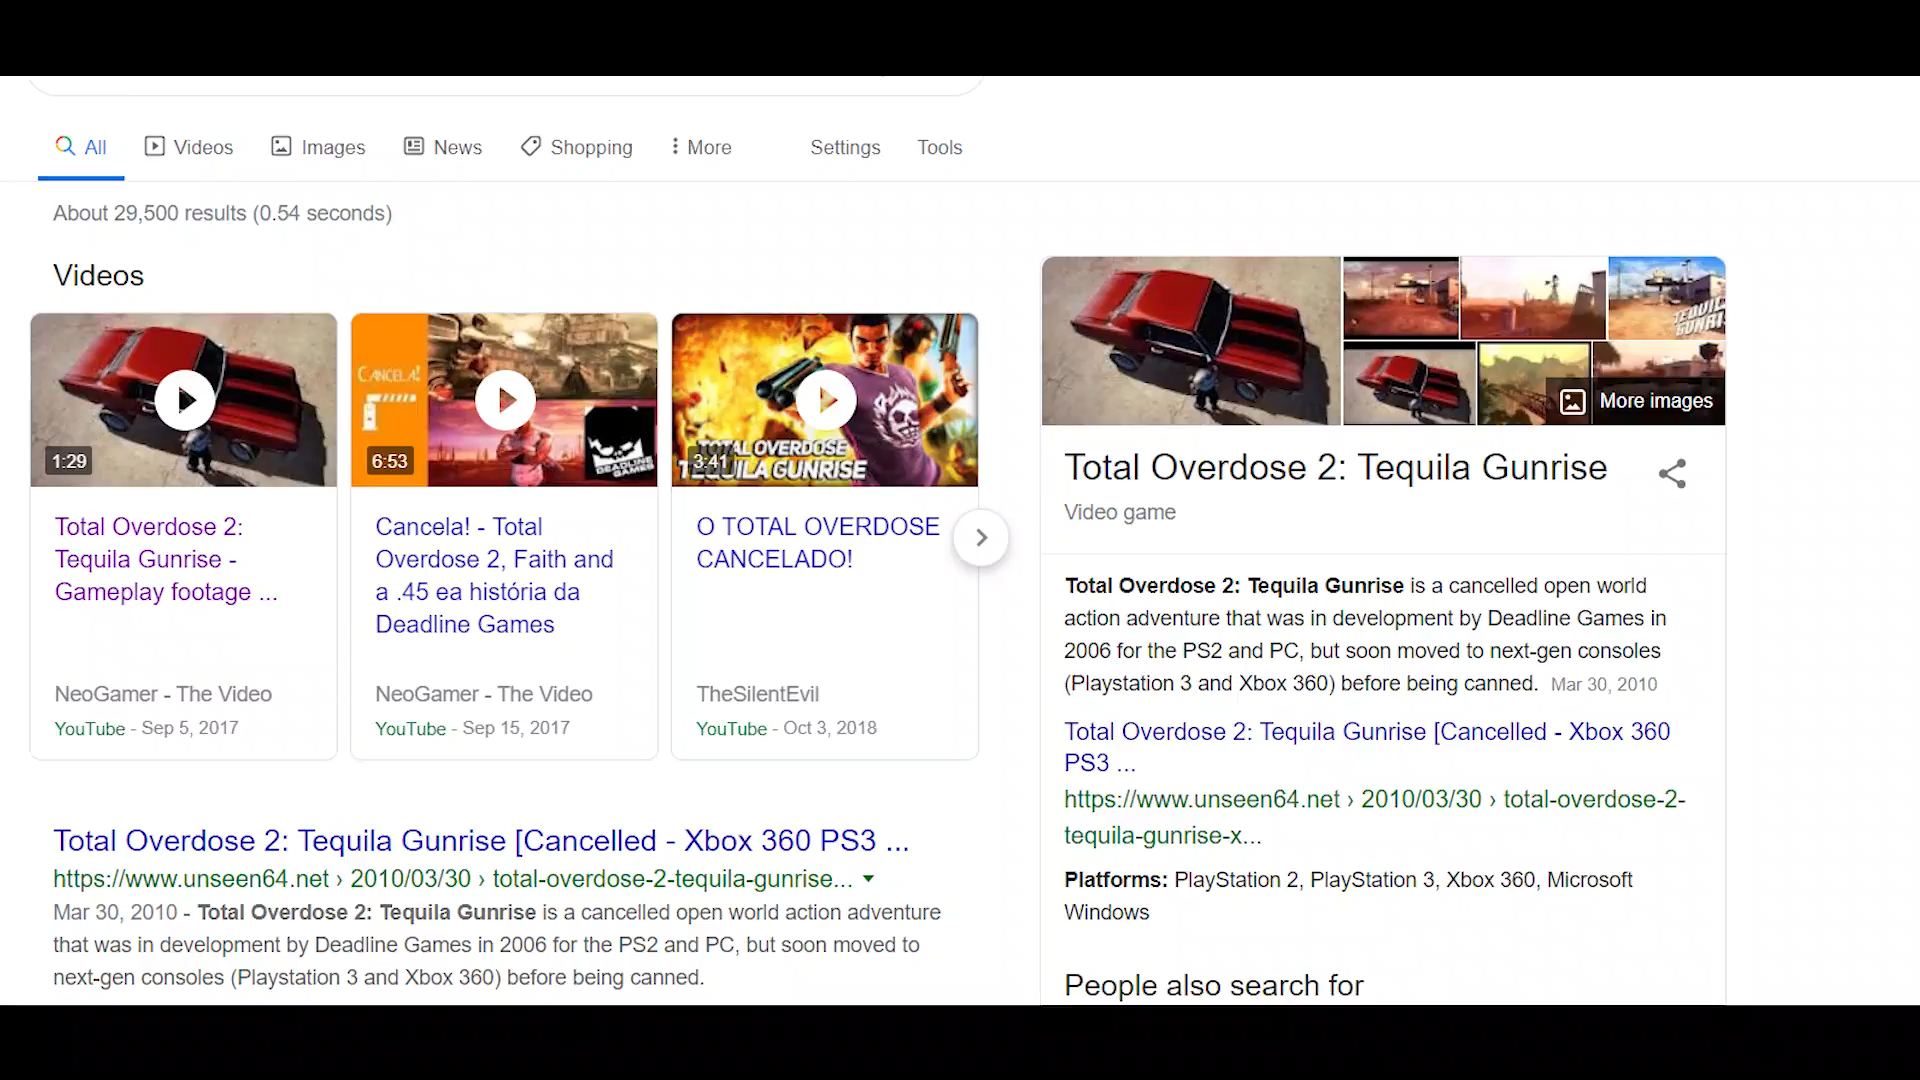 All
Videos
Images
News
Shopping
More
Settings
Tools
About 29,500 results (0.54 seconds)
Videos
1:29
Total Overdose 2:
Tequila Gunrise -
Gameplay footage ...
NeoGamer - The Video
YouTube - Sep 5, 2017
CANCELA!
DEADLINE
GAMES
6:53
Cancela! - Total
Overdose 2, Faith and
a .45 ea história da
Deadline Games
NeoGamer - The Video
YouTube - Sep 15, 2017
TOTAL OVERDOSE
TEQUILA GUNRISE
3:41
O TOTAL OVERDOSE
CANCELADO!
TheSilentEvil
YouTube - Oct 3, 2018
Total Overdose 2: Tequila Gunrise [Cancelled - Xbox 360 PS3 ...
https://www.unseen64.net › 2010/03/30 › total-overdose-2-tequila-gunrise...
Mar 30, 2010 - Total Overdose 2: Tequila Gunrise is a cancelled open world action adventure
that was in development by Deadline Games in 2006 for the PS2 and PC, but soon moved to
next-gen consoles (Playstation 3 and Xbox 360) before being canned.
More images
Total Overdose 2: Tequila Gunrise
Video game
Total Overdose 2: Tequila Gunrise is a cancelled open world
action adventure that was in development by Deadline Games in
2006 for the PS2 and PC, but soon moved to next-gen consoles
(Playstation 3 and Xbox 360) before being canned. Mar 30, 2010
Total Overdose 2: Tequila Gunrise [Cancelled - Xbox 360
PS3 ...
https://www.unseen64.net › 2010/03/30 › total-overdose-2-
tequila-gunrise-x...
Platforms: PlayStation 2, PlayStation 3, Xbox 360, Microsoft
Windows
People also search for